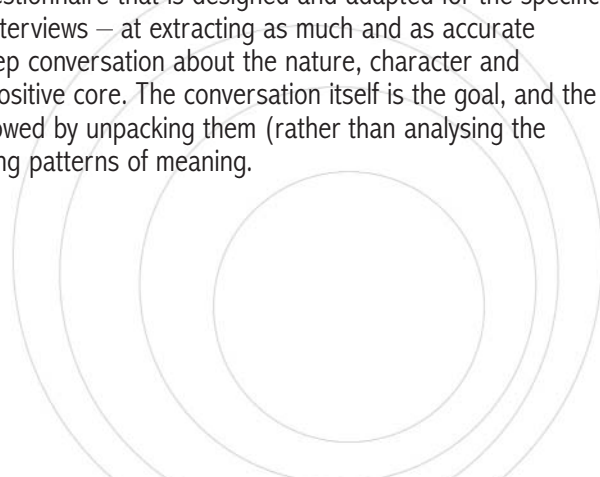 estionnaire that is designed and adapted for the specific
terviews – at extracting as much and as accurate
ep conversation about the nature, character and
ositive core. The conversation itself is the goal, and the
owed by unpacking them (rather than analysing the
ng patterns of meaning.